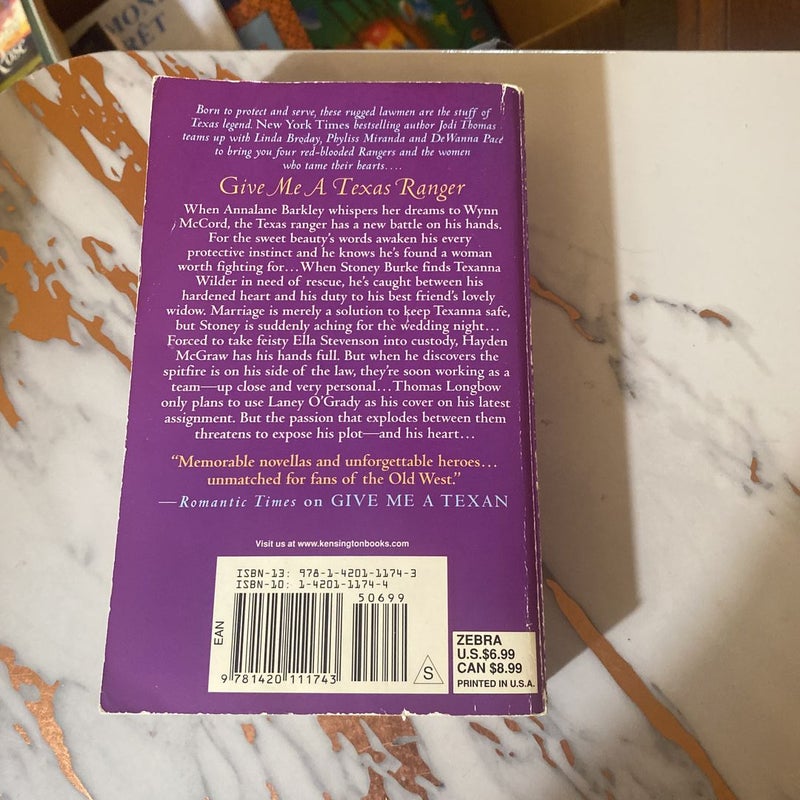 MON
RÊT
Born to protect and serve, these rugged lawmen are the stuff of
Texas legend. New York Times bestselling author Jodi Thomas
teams up with Linda Broday, Phyliss Miranda and DeWanna Pace
to bring you four red-blooded Rangers and the women
who tame their hearts....
Give Me A Texas Ranger
When Annalane Barkley whispers her dreams to Wynn
McCord, the Texas ranger has a new battle on his hands.
For the sweet beauty's words awaken his every
protective instinct and he knows he's found a woman
worth fighting for...When Stoney Burke finds Texanna
Wilder in need of rescue, he's caught between his
hardened heart and his duty to his best friend's lovely
widow. Marriage is merely a solution to keep Texanna safe,
but Stoney is suddenly aching for the wedding night...
Forced to take feisty Ella Stevenson into custody, Hayden
McGraw has his hands full. But when he discovers the
spitfire is on his side of the law, they're soon working as a
team—up close and very personal...Thomas Longbow
only plans to use Laney O'Grady as his cover on his latest
assignment. But the passion that explodes between them
threatens to expose his plot—and his heart...
"Memorable novellas and unforgettable heroes...
unmatched for fans of the Old West."
—Romantic Times on GIVE ME A TEXAN
Visit us at www.kensingtonbooks.com
ISBN-13: 978-1-4201-1174-3
ISBN-10: 1-4201-1174-4
50699
EAN
9 781420 111743
S
ZEBRA
U.S.$6.99
CAN $8.99
PRINTED IN U.S.A.